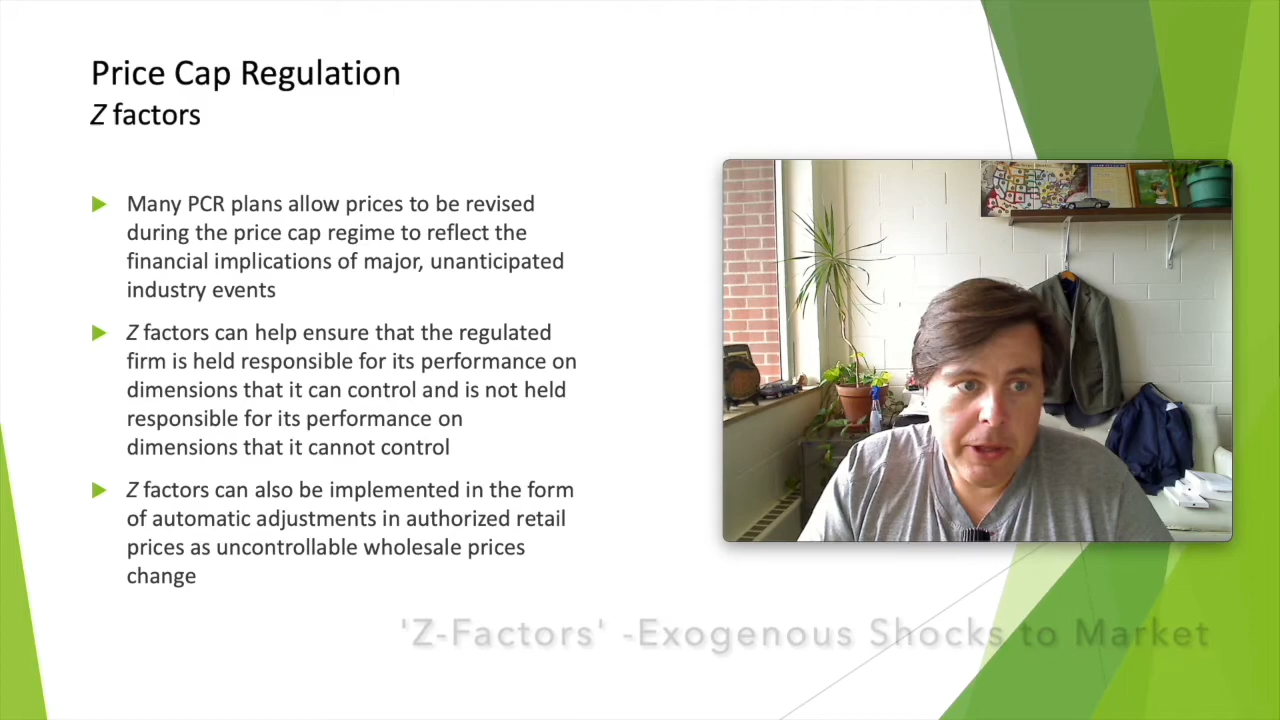 Price Cap Regulation
Z factors
Many PCR plans allow prices to be revised
during the price cap regime to reflect the
financial implications of major, unanticipated
industry events
Z factors can help ensure that the regulated
firm is held responsible for its performance on
dimensions that it can control and is not held
responsible for its performance on
dimensions that it cannot control
Z factors can also be implemented in the form
of automatic adjustments in authorized retail
prices as uncontrollable wholesale prices
change
'Z-Factors' -Exogenous Shocks to Market